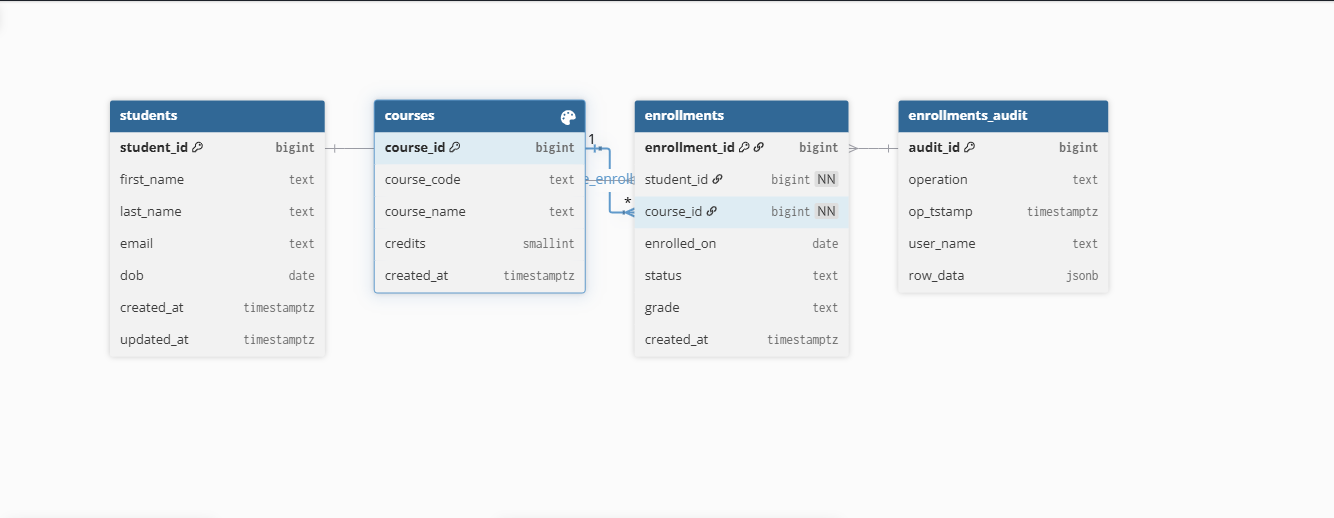 students
student_id bigint
first_name text
last_name text
email text
dob date
created_at timestamptz
updated_at timestamptz
courses
course_id bigint
course_code text
course_name text
credits smallint
created_at timestamptz
1
e_enroll
*
enrollments
enrollment_id bigint
student_id bigint NN
course_id bigint NN
enrolled_on date
status text
grade text
created_at timestamptz
enrollments_audit
audit_id bigint
operation text
op_tstamp timestamptz
user_name text
row_data jsonb